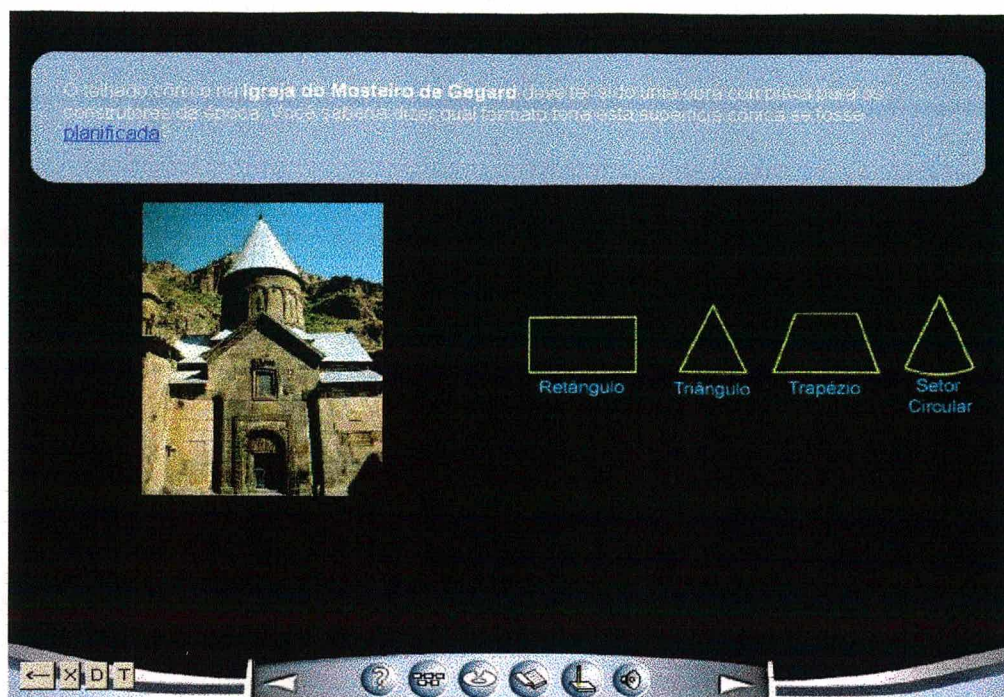 O telhado cônico na Igreja do Mosteiro de Gegard deve ter sido uma obra complexa para os
construtores da época. Você saberia dizer qual formato teria esta superfície cônica se fosse
planificada
Retângulo
Triângulo
Trapézio
Setor
Circular
← X D T
?